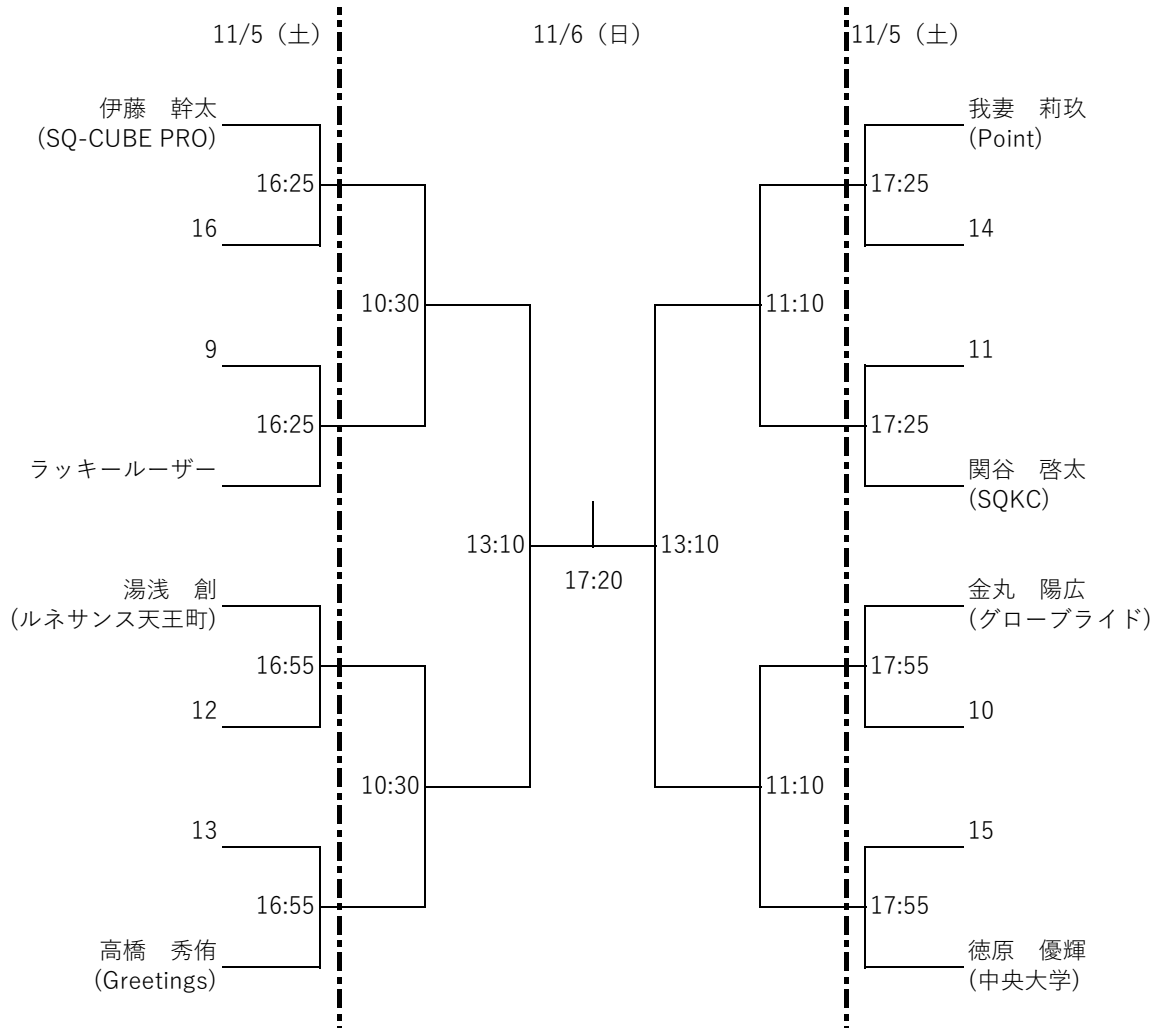 11/5（土）
11/6（日）
11/5（土）
伊藤　幹太
(SQ-CUBE PRO)
16:25
16
10:30
9
16:25
ラッキールーザー
13:10
湯浅　創
(ルネサンス天王町)
16:55
12
10:30
13
16:55
高橋　秀侑
(Greetings)
17:20
我妻　莉玖
(Point)
17:25
14
11:10
11
17:25
関谷　啓太
(SQKC)
13:10
金丸　陽広
(グローブライド)
17:55
10
11:10
15
17:55
徳原　優輝
(中央大学)